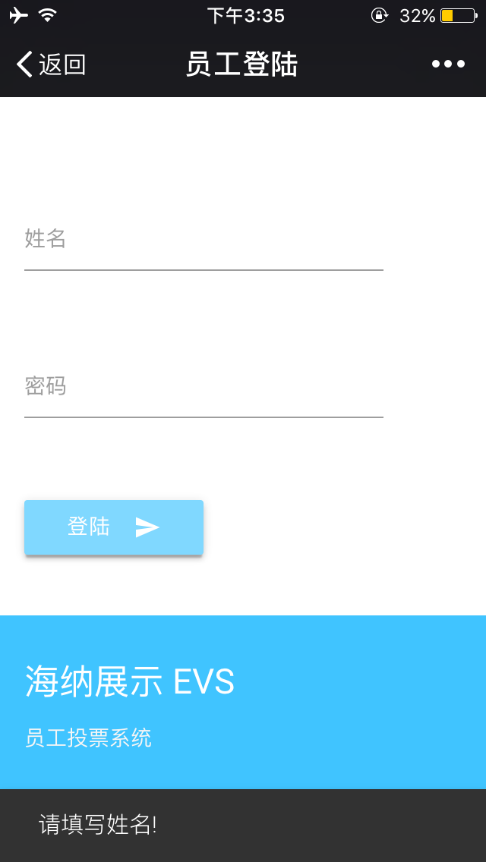 下午3:35
32%
返回
员工登陆
姓名
密码
登陆
海纳展示 EVS
员工投票系统
请填写姓名!